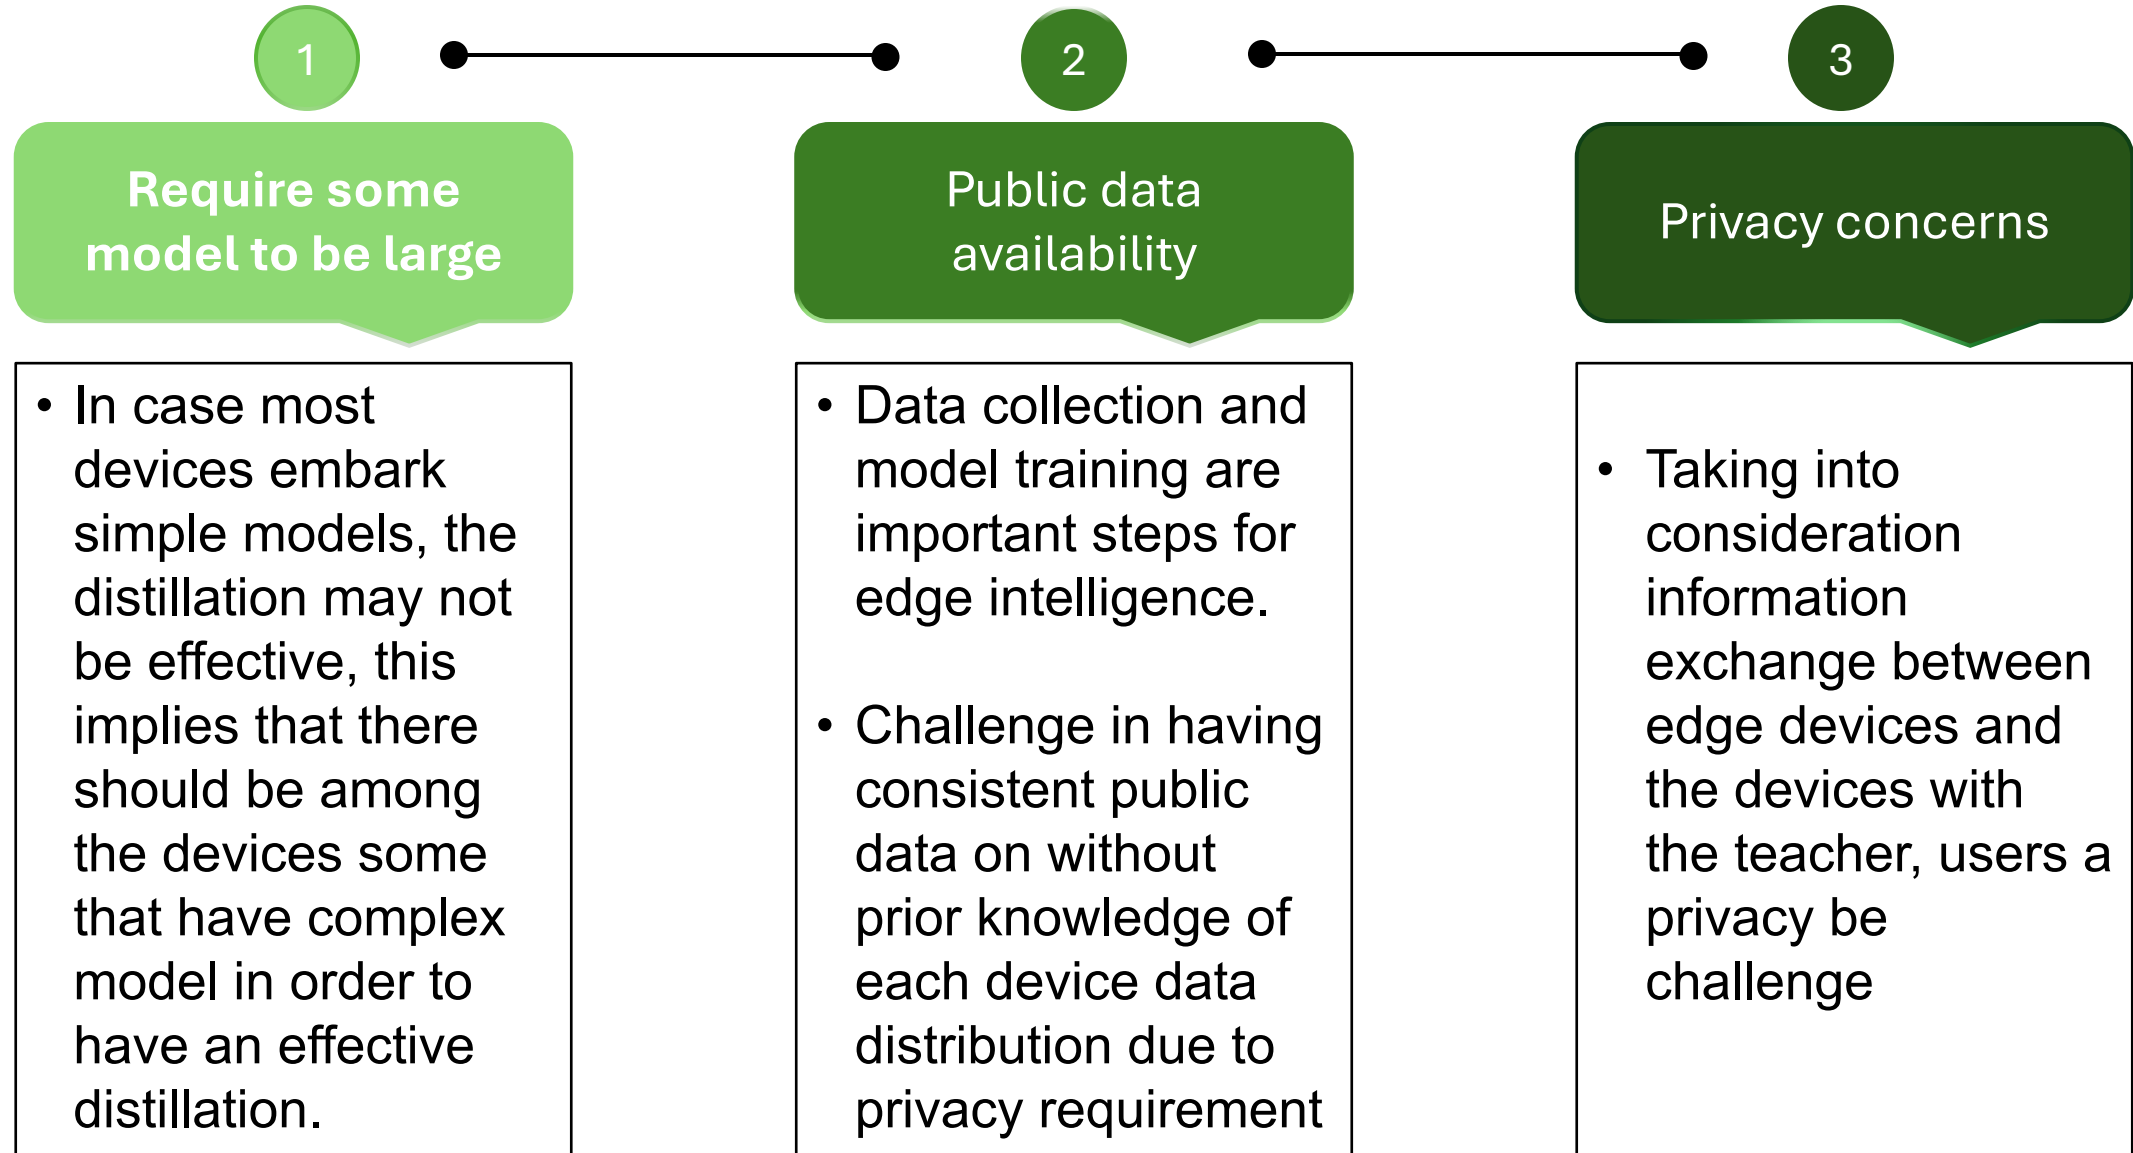 1
2
3
Require some
model to be large
Public data
availability
Privacy concerns
• In case most
devices embark
simple models, the
distillation may not
be effective, this
implies that there
should be among
the devices some
that have complex
model in order to
have an effective
distillation.
• Data collection and
model training are
important steps for
edge intelligence.
• Challenge in having
consistent public
data on without
prior knowledge of
each device data
distribution due to
privacy requirement
• Taking into
consideration
information
exchange between
edge devices and
the devices with
the teacher, users a
privacy be
challenge